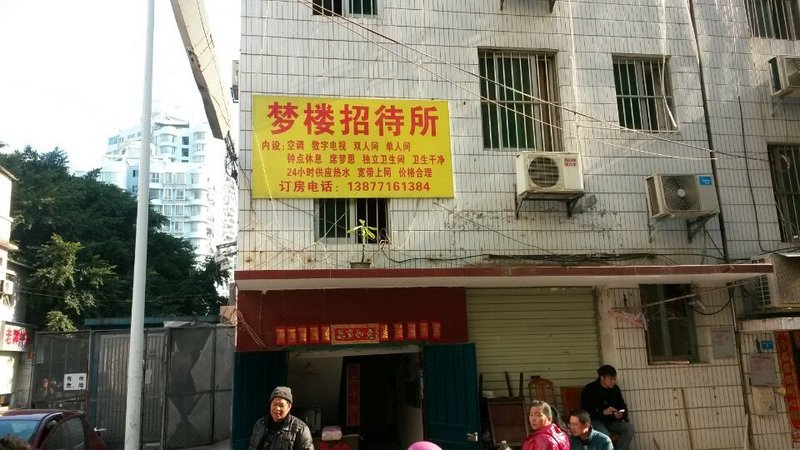 梦楼招待所
内设:空调 数字电视 双人间 单人间
钟点休息 席梦思 独立卫生间 卫生干净
24小时供应热水 宽带上网 价格合理
订房电话:13877161384